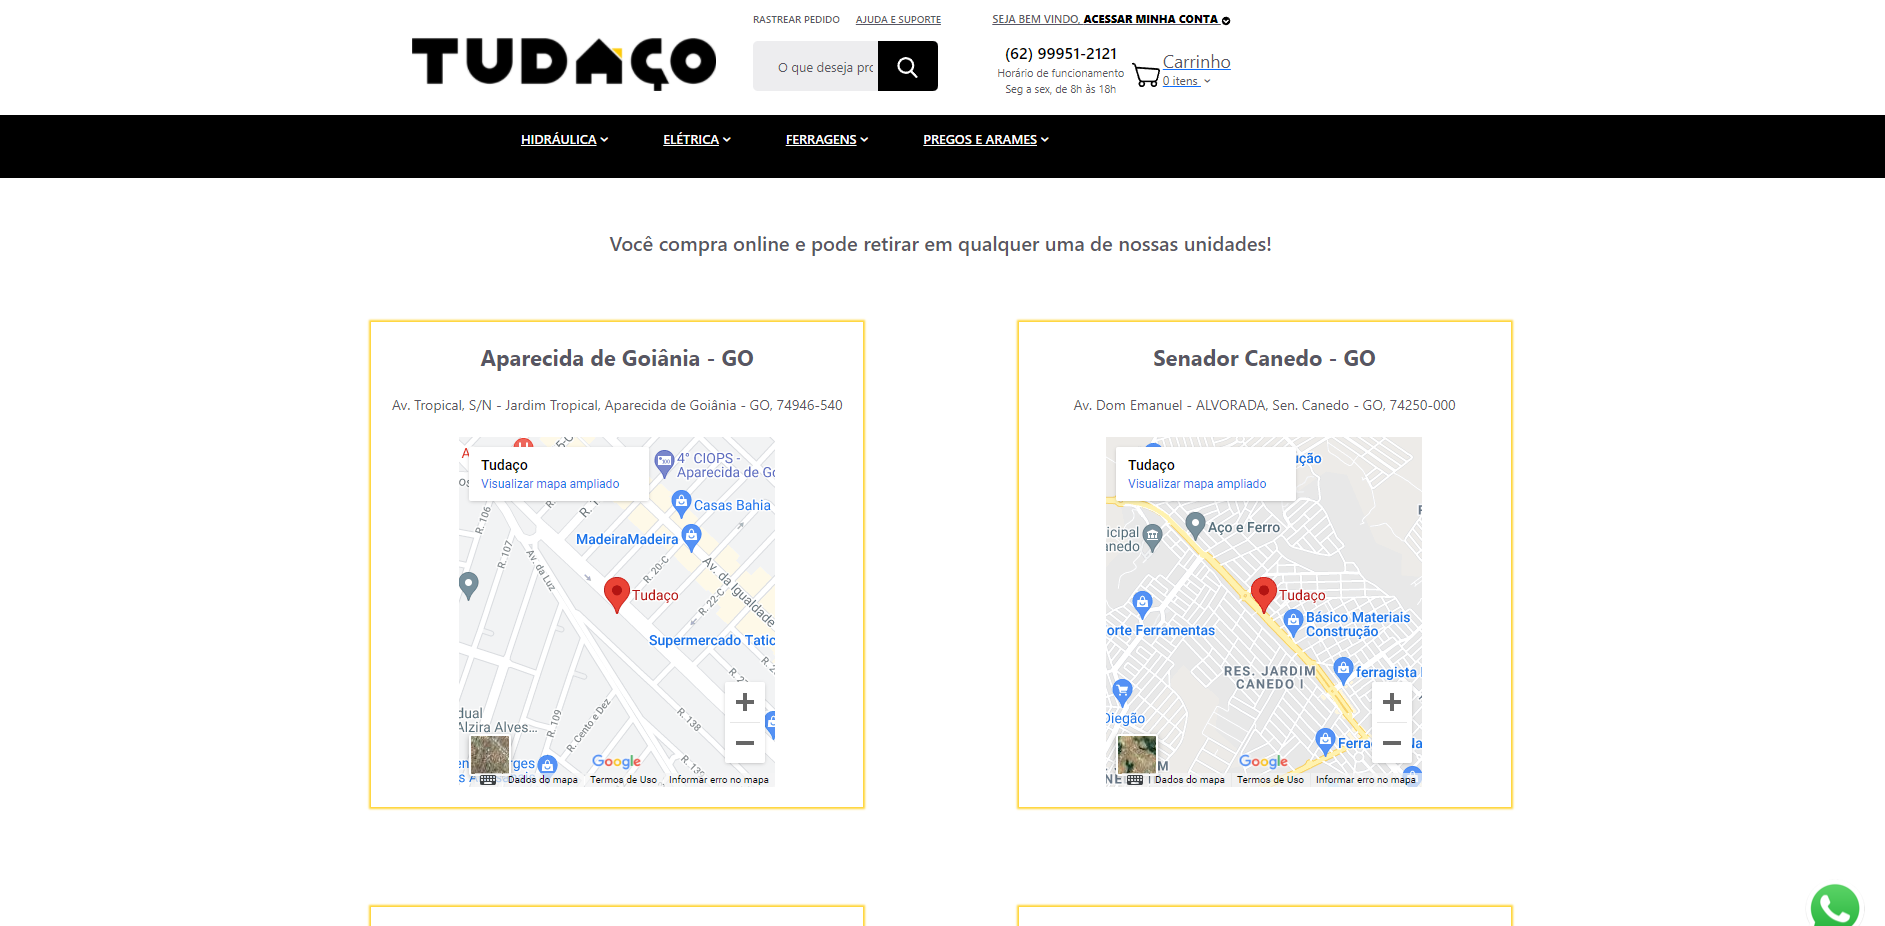 RASTREAR PEDIDO
AJUDA E SUPORTE
SEJA BEM VINDO, ACESSAR MINHA CONTA
TUDAÇO
O que deseja pro
(62) 99951-2121
Horário de funcionamento
Seg a sex, de 8h às 18h
Carrinho
0 itens
HIDRÁULICA
ELÉTRICA
FERRAGENS
PREGOS E ARAMES
Você compra online e pode retirar em qualquer uma de nossas unidades!
Aparecida de Goiânia - GO
Av. Tropical, S/N - Jardim Tropical, Aparecida de Goiânia - GO, 74946-540
Tudaço
Visualizar mapa ampliado
4° CIOPS -
Aparecida de Go
Casas Bahia
MadeiraMadeira
R. 106
R. 107
Av. da Luz
R. 20-C
Av. da Igualdade
R. 22-C
Tudaço
Supermercado Tatic
R. 109
R. Cento e Dez
R. 138
dual
Alzira Alves...
Google
Dados do mapa
Termos de Uso
Informar erro no mapa
Senador Canedo - GO
Av. Dom Emanuel - ALVORADA, Sen. Canedo - GO, 74250-000
Tudaço
Visualizar mapa ampliado
ução
Aço e Ferro
icipal
anedo
Tudaço
Básico Materiais
Construção
orte Ferramentas
RES. JARDIM
CANEDO I
ferragista
Diegão
Ferra
Na
Google
Dados do mapa
Termos de Uso
Informar erro no mapa